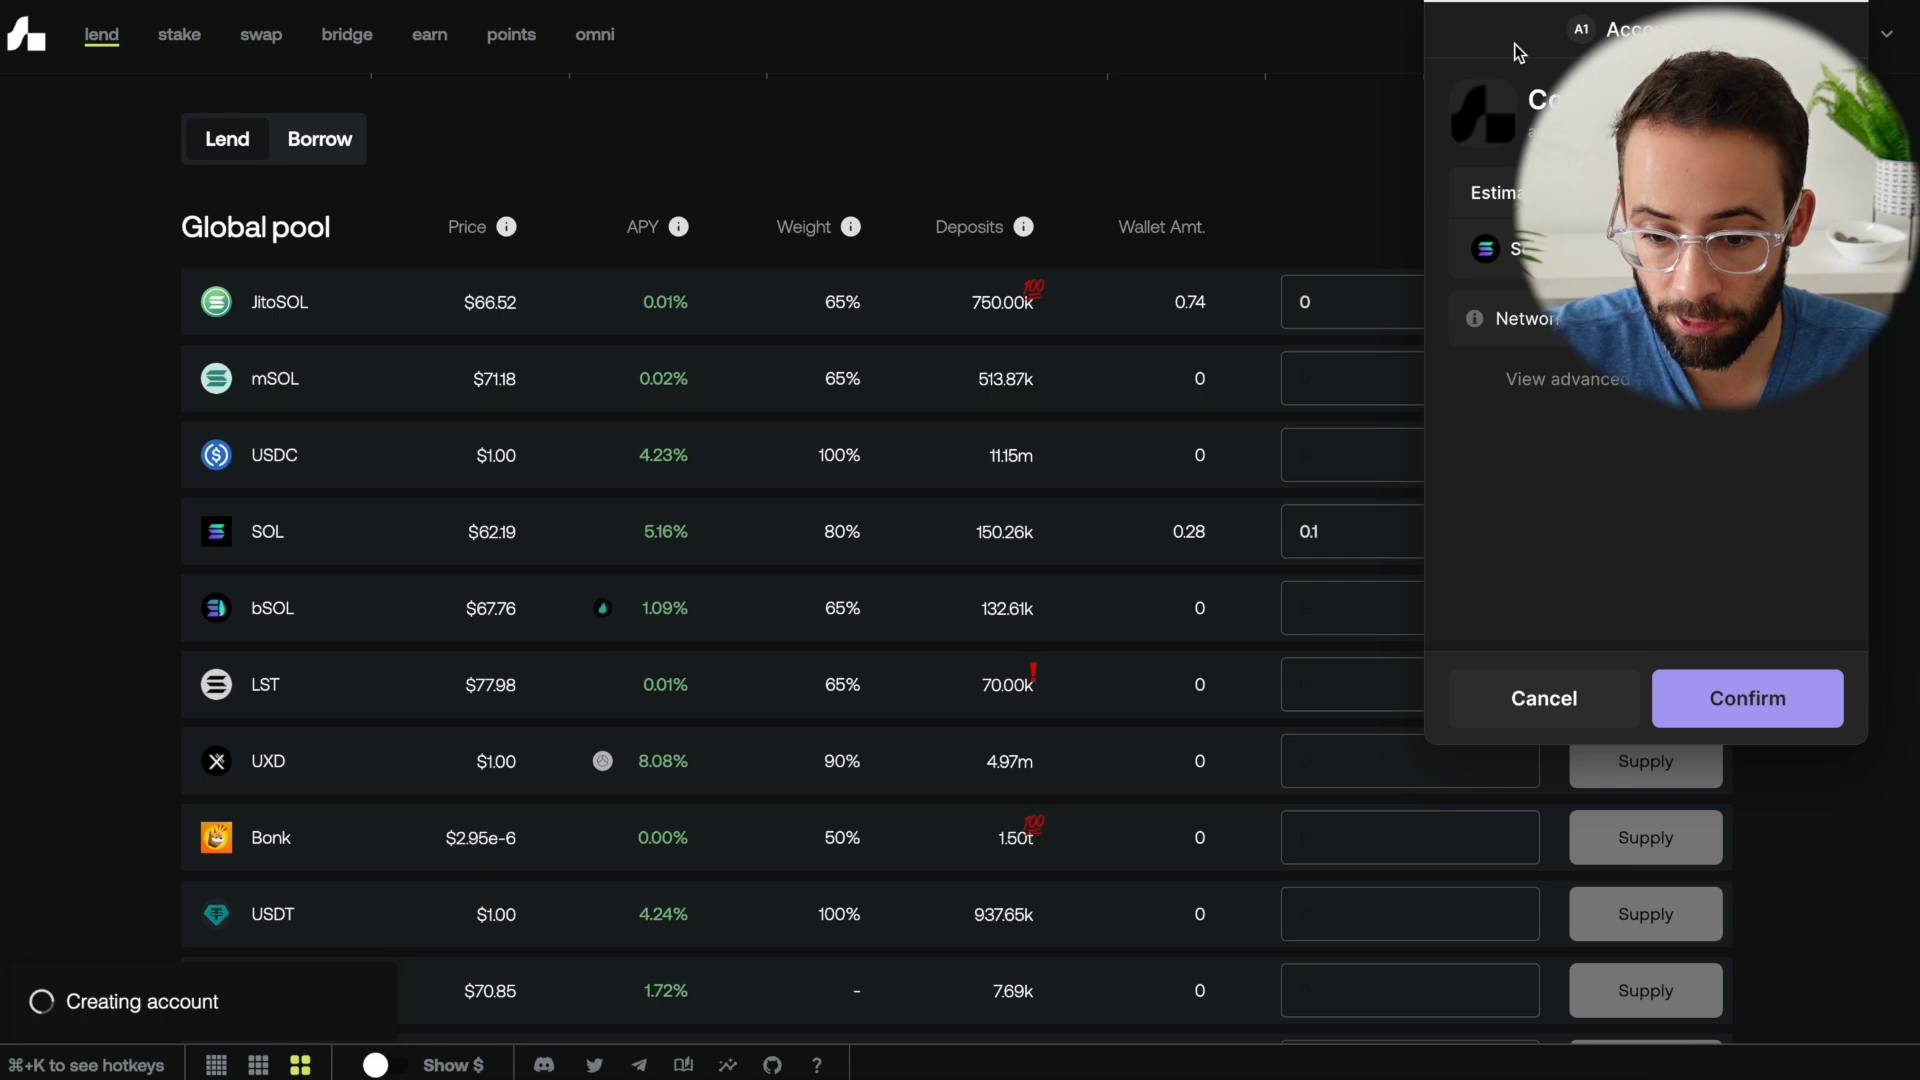 lend stake swap bridge earn points omni
A1
Lend Borrow
Estima
Global pool Price APY Weight Deposits Wallet Amt.
JitoSOL $66.52 0.01% 65% 750.00k 100 0.74 0
Network
mSOL $71.18 0.02% 65% 513.87k 0
View advanced
USDC $1.00 4.23% 100% 11.15m 0
SOL $62.19 5.16% 80% 150.26k 0.28 0.1
bSOL $67.76 1.09% 65% 132.61k 0
LST $77.98 0.01% 65% 70.00k ! 0
Cancel Confirm
UXD $1.00 8.08% 90% 4.97m 0 Supply
Bonk $2.95e-6 0.00% 50% 1.50t 100 0 Supply
USDT $1.00 4.24% 100% 937.65k 0 Supply
$70.85 1.72% - 7.69k 0 Supply
Creating account
⌘+K to see hotkeys Show $ ?